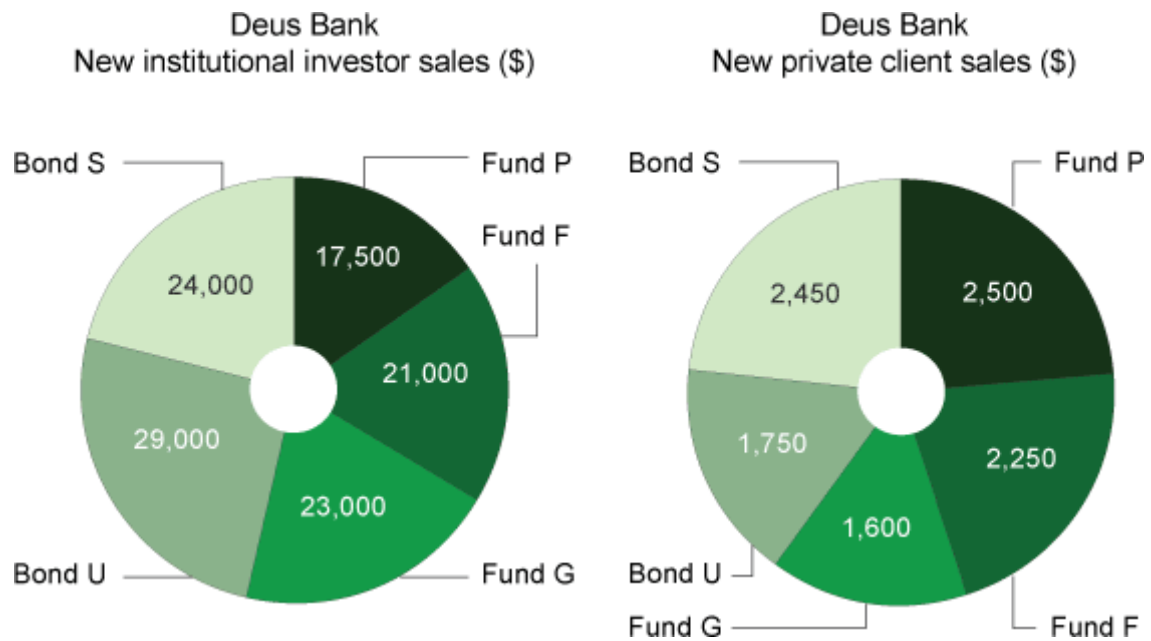 Deus Bank
New institutional investor sales ($)
Bond S
Fund P
Fund F
17,500
24,000
21,000
29,000
23,000
Bond U
Fund G
Deus Bank
New private client sales ($)
Bond S
Fund P
2,450
2,500
1,750
2,250
1,600
Bond U
Fund G
Fund F